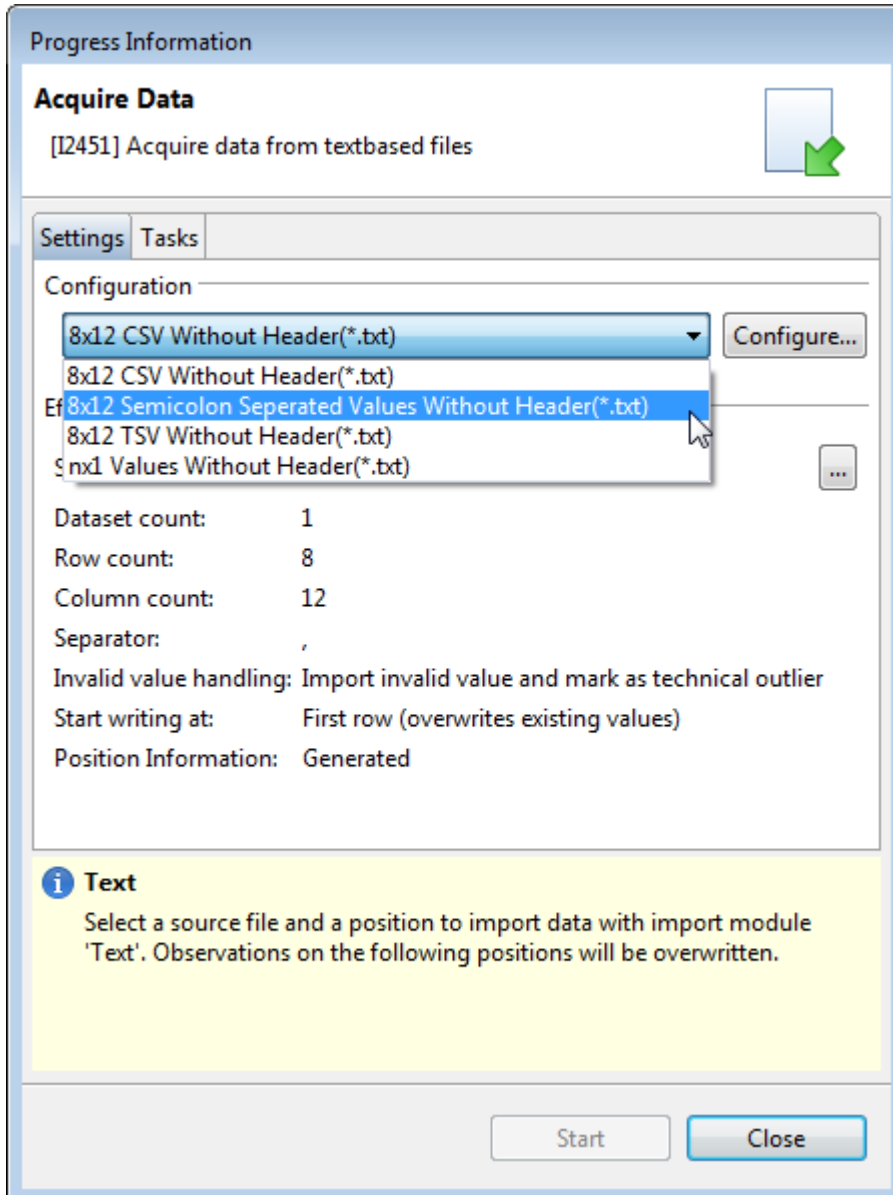 Progress Information
Acquire Data
[I2451] Acquire data from textbased files
Settings Tasks
Configuration
8x12 CSV Without Header(*.txt) Configure...
8x12 CSV Without Header(*.txt)
8x12 Semicolon Seperated Values Without Header(*.txt)
8x12 TSV Without Header(*.txt)
nx1 Values Without Header(*.txt)
...
Dataset count: 1
Row count: 8
Column count: 12
Separator: ,
Invalid value handling: Import invalid value and mark as technical outlier
Start writing at: First row (overwrites existing values)
Position Information: Generated
Text
Select a source file and a position to import data with import module
'Text'. Observations on the following positions will be overwritten.
Start Close